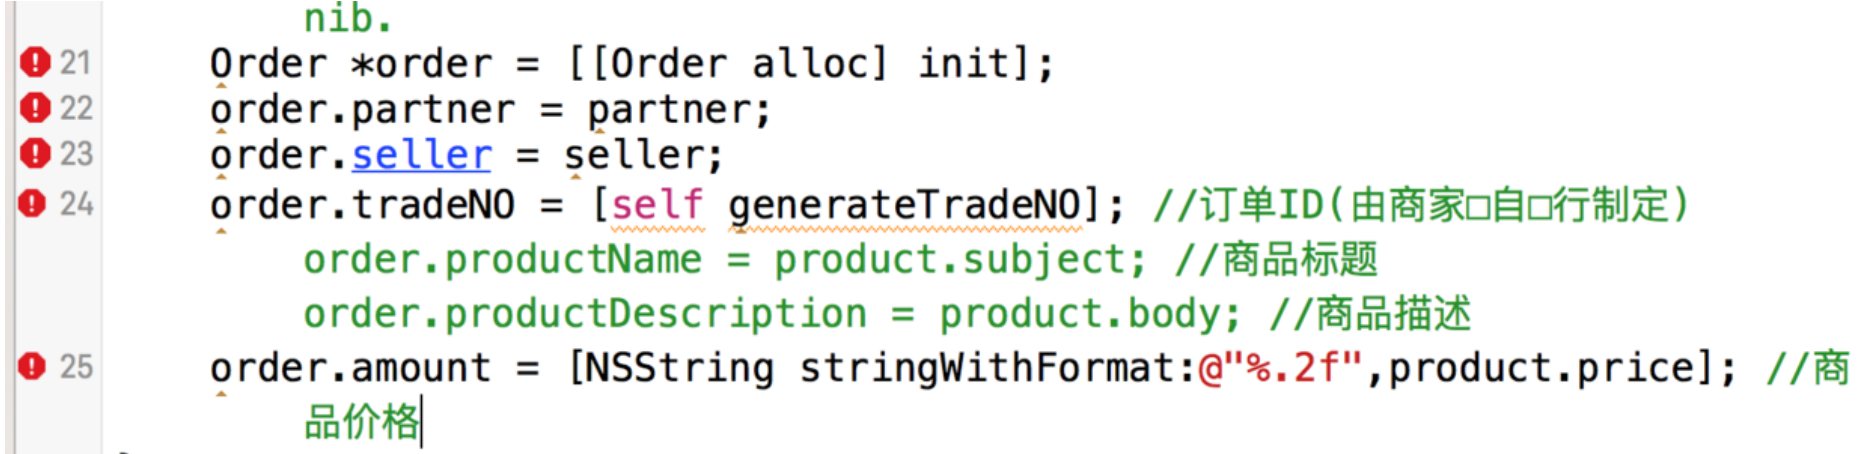 nib.
21 Order *order = [[Order alloc] init];
22 order.partner = partner;
23 order.seller = seller;
24 order.tradeNO = [self generateTradeNO]; //订单ID(由商家□自□行制定)
order.productName = product.subject; //商品标题
order.productDescription = product.body; //商品描述
25 order.amount = [NSString stringWithFormat:@"%.2f",product.price]; //商
品价格